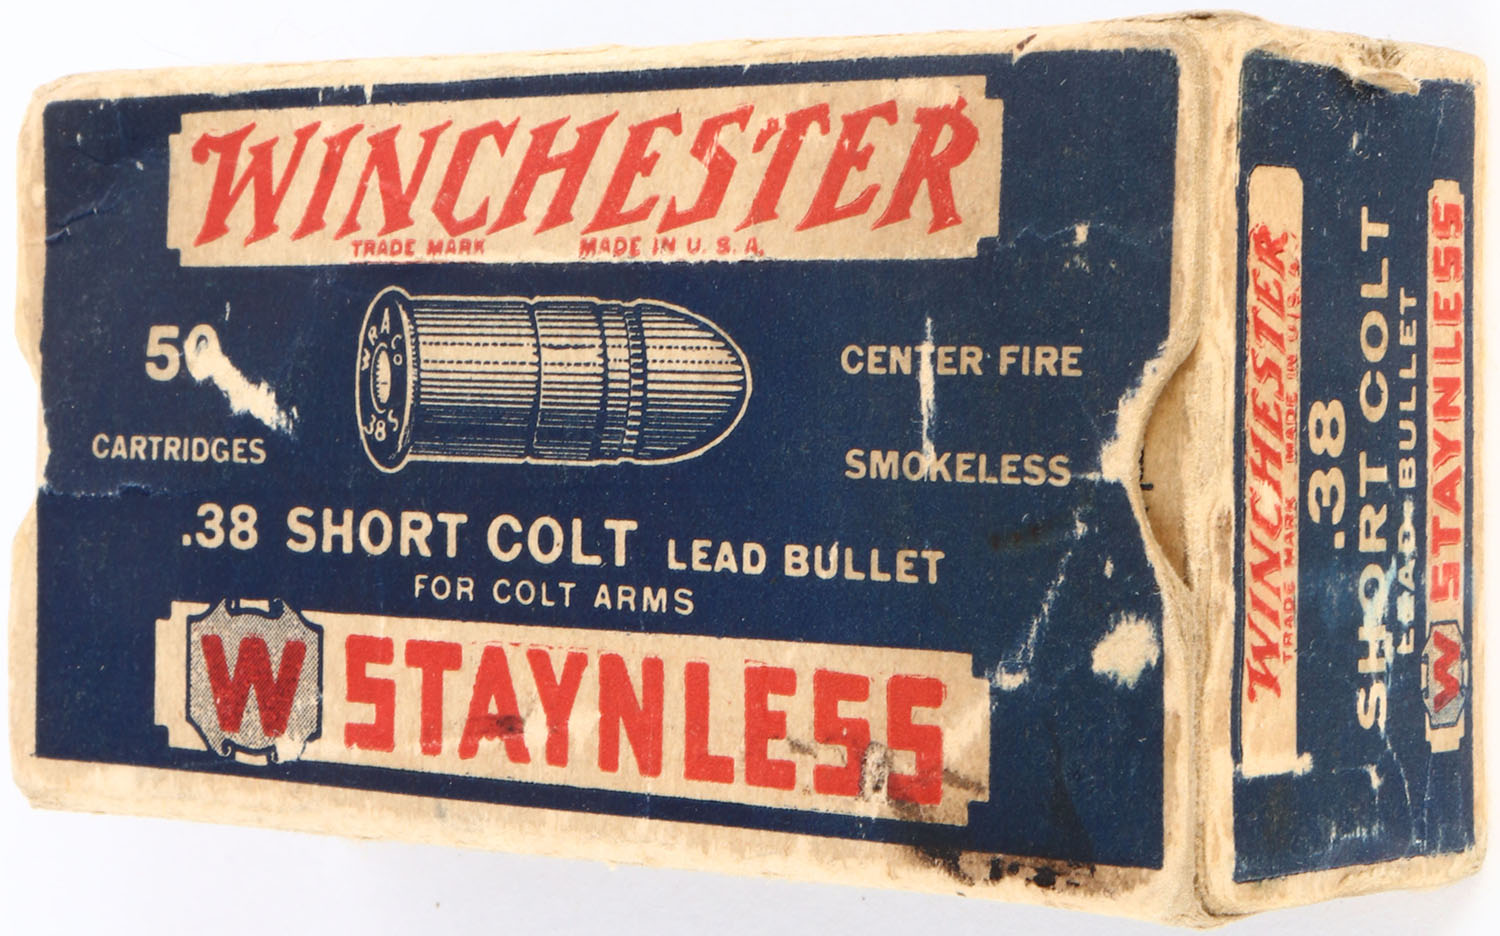 WINCHESTER
TRADE MARK MADE IN U. S. A.
50
CARTRIDGES
W R A Co
38 S
CENTER FIRE
SMOKELESS
.38 SHORT COLT LEAD BULLET
FOR COLT ARMS
W STAYNLESS
WINCHESTER
TRADE MARK MADE IN U. S. A.
.38
SHORT COLT
LEAD BULLET
W STAYNLESS